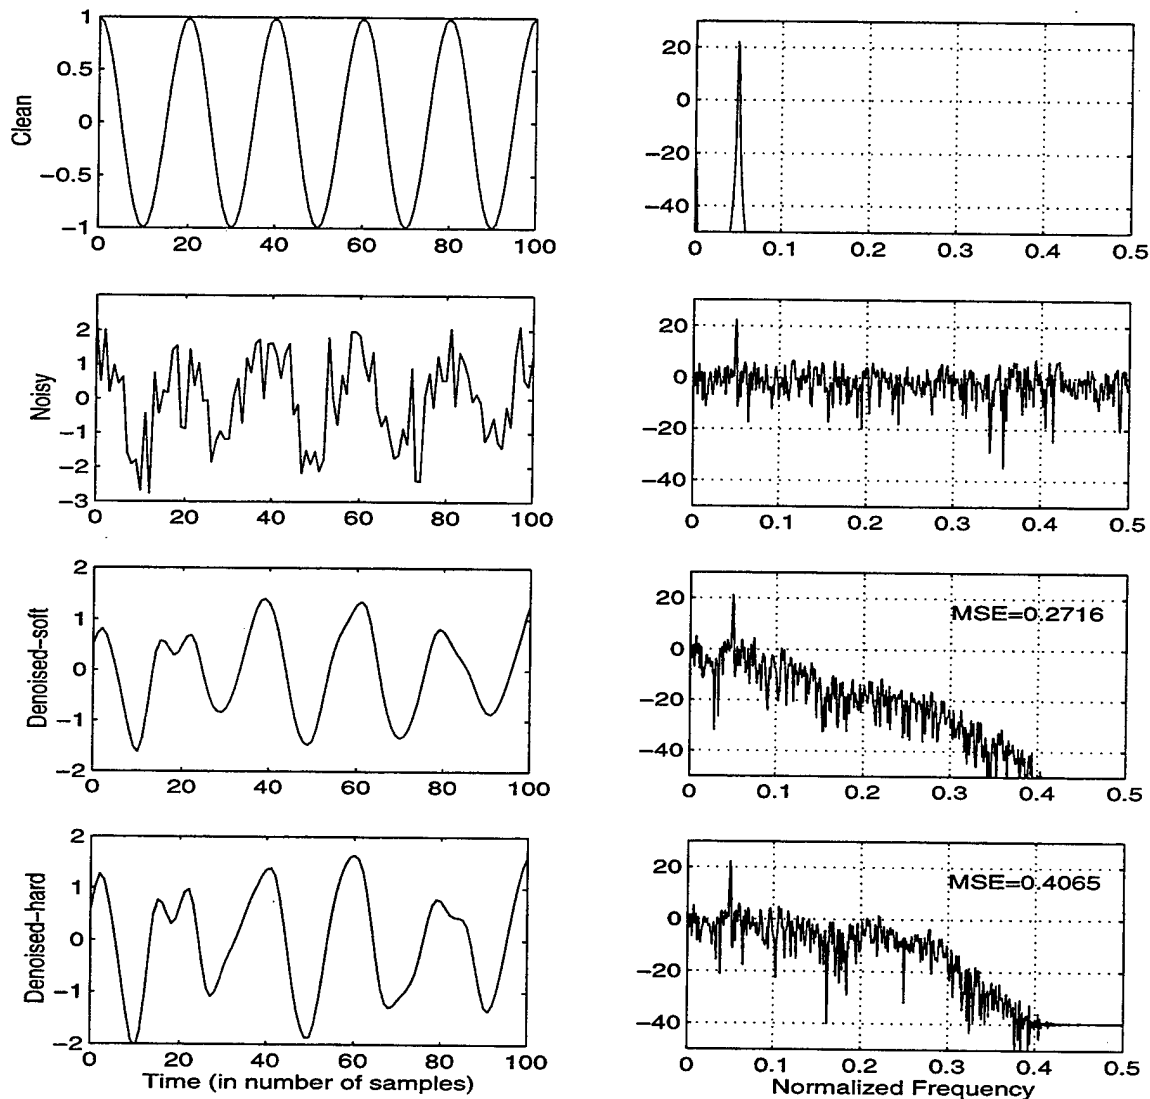 Clean
1
0.5
0
−0.5
−1
0 20 40 60 80 100
20
0
−20
−40
0 0.1 0.2 0.3 0.4 0.5
Noisy
2
1
0
−1
−2
−3
0 20 40 60 80 100
20
0
−20
−40
0 0.1 0.2 0.3 0.4 0.5
Denoised−soft
2
1
0
−1
−2
0 20 40 60 80 100
MSE=0.2716
20
0
−20
−40
0 0.1 0.2 0.3 0.4 0.5
Denoised−hard
2
1
0
−1
−2
0 20 40 60 80 100
Time (in number of samples)
MSE=0.4065
20
0
−20
−40
0 0.1 0.2 0.3 0.4 0.5
Normalized Frequency